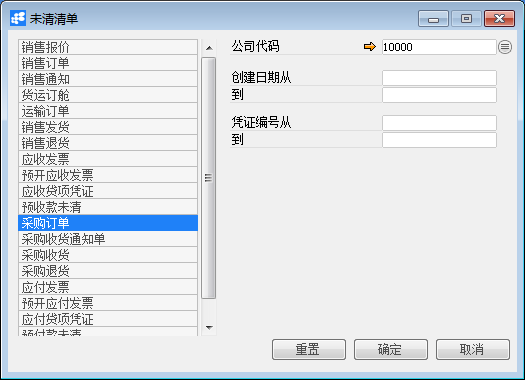 未清清单
销售报价
销售订单
销售通知
货运订舱
运输订单
销售发货
销售退货
应收发票
预开应收发票
应收贷项凭证
预收款未清
采购订单
采购收货通知单
采购收货
采购退货
应付发票
预开应付发票
应付贷项凭证
预付款未清
公司代码
10000
创建日期从
到
凭证编号从
到
重置
确定
取消